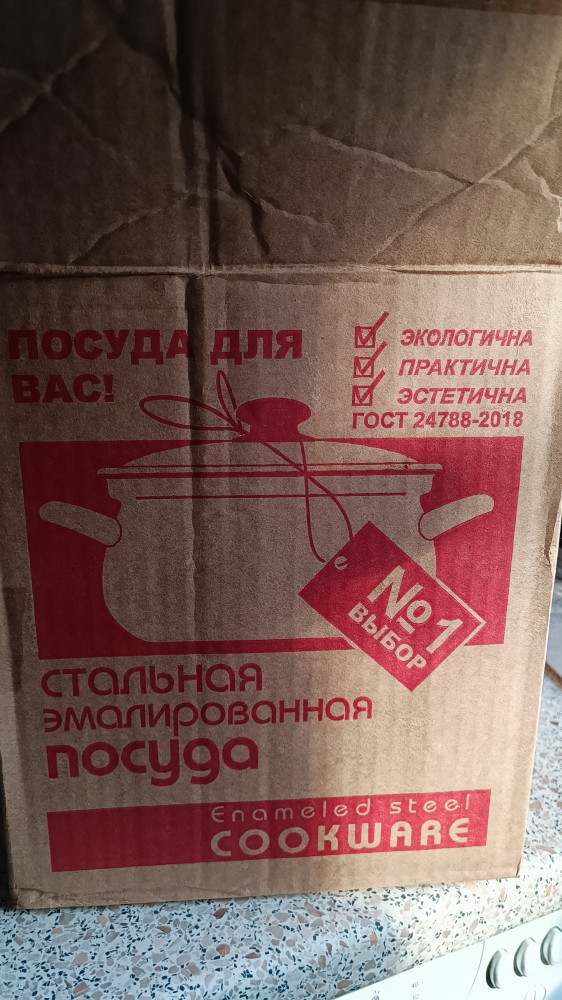 ПОСУДА ДЛЯ
ВАС!
ЭКОЛОГИЧНА
ПРАКТИЧНА
ЭСТЕТИЧНА
ГОСТ 24788-2018
№1
ВЫБОР
стальная
эмалированная
посуда
Enameled steel
COOKWARE